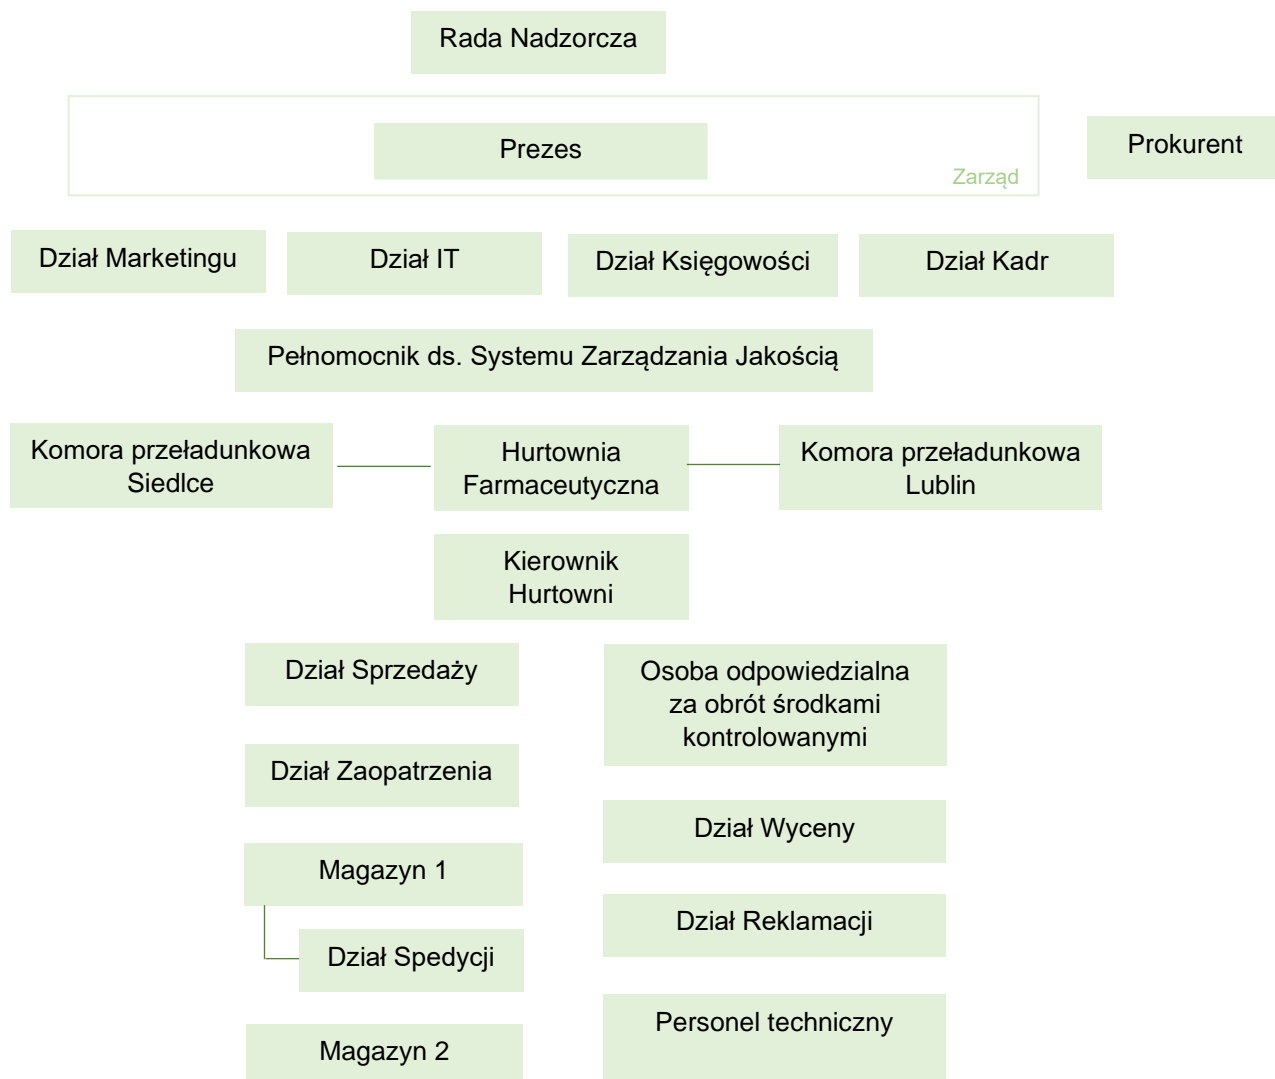 Rada Nadzorcza
Prezes
Zarząd
Prokurent
Dział Marketingu
Dział IT
Dział Księgowości
Dział Kadr
Pełnomocnik ds. Systemu Zarządzania Jakością
Komora przeładunkowa
Siedlce
Hurtownia
Farmaceutyczna
Komora przeładunkowa
Lublin
Kierownik
Hurtowni
Dział Sprzedaży
Osoba odpowiedzialna
za obrót środkami
kontrolowanymi
Dział Zaopatrzenia
Dział Wyceny
Magazyn 1
Dział Reklamacji
Dział Spedycji
Personel techniczny
Magazyn 2